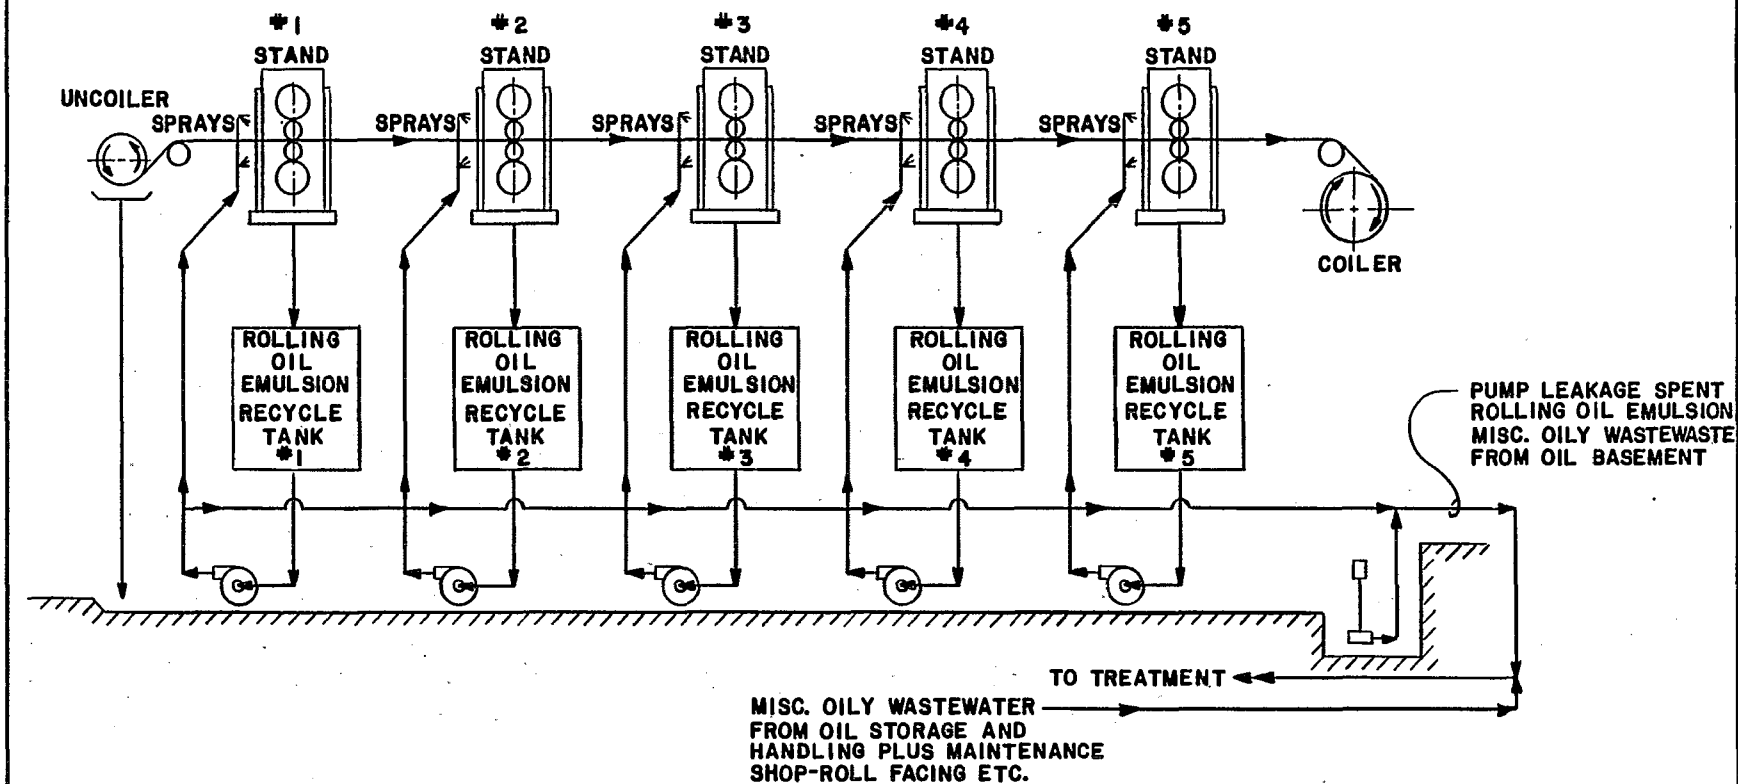 #1
STAND
#2
STAND
#3
STAND
#4
STAND
#5
STAND
UNCOILER
SPRAYS
SPRAYS
SPRAYS
SPRAYS
SPRAYS
COILER
ROLLING
OIL
EMULSION
RECYCLE
TANK
#1
ROLLING
OIL
EMULSION
RECYCLE
TANK
#2
ROLLING
OIL
EMULSION
RECYCLE
TANK
#3
ROLLING
OIL
EMULSION
RECYCLE
TANK
#4
ROLLING
OIL
EMULSION
RECYCLE
TANK
#5
PUMP LEAKAGE SPENT
ROLLING OIL EMULSION
MISC. OILY WASTEWASTE
FROM OIL BASEMENT
TO TREATMENT
MISC. OILY WASTEWATER
FROM OIL STORAGE AND
HANDLING PLUS MAINTENANCE
SHOP-ROLL FACING ETC.